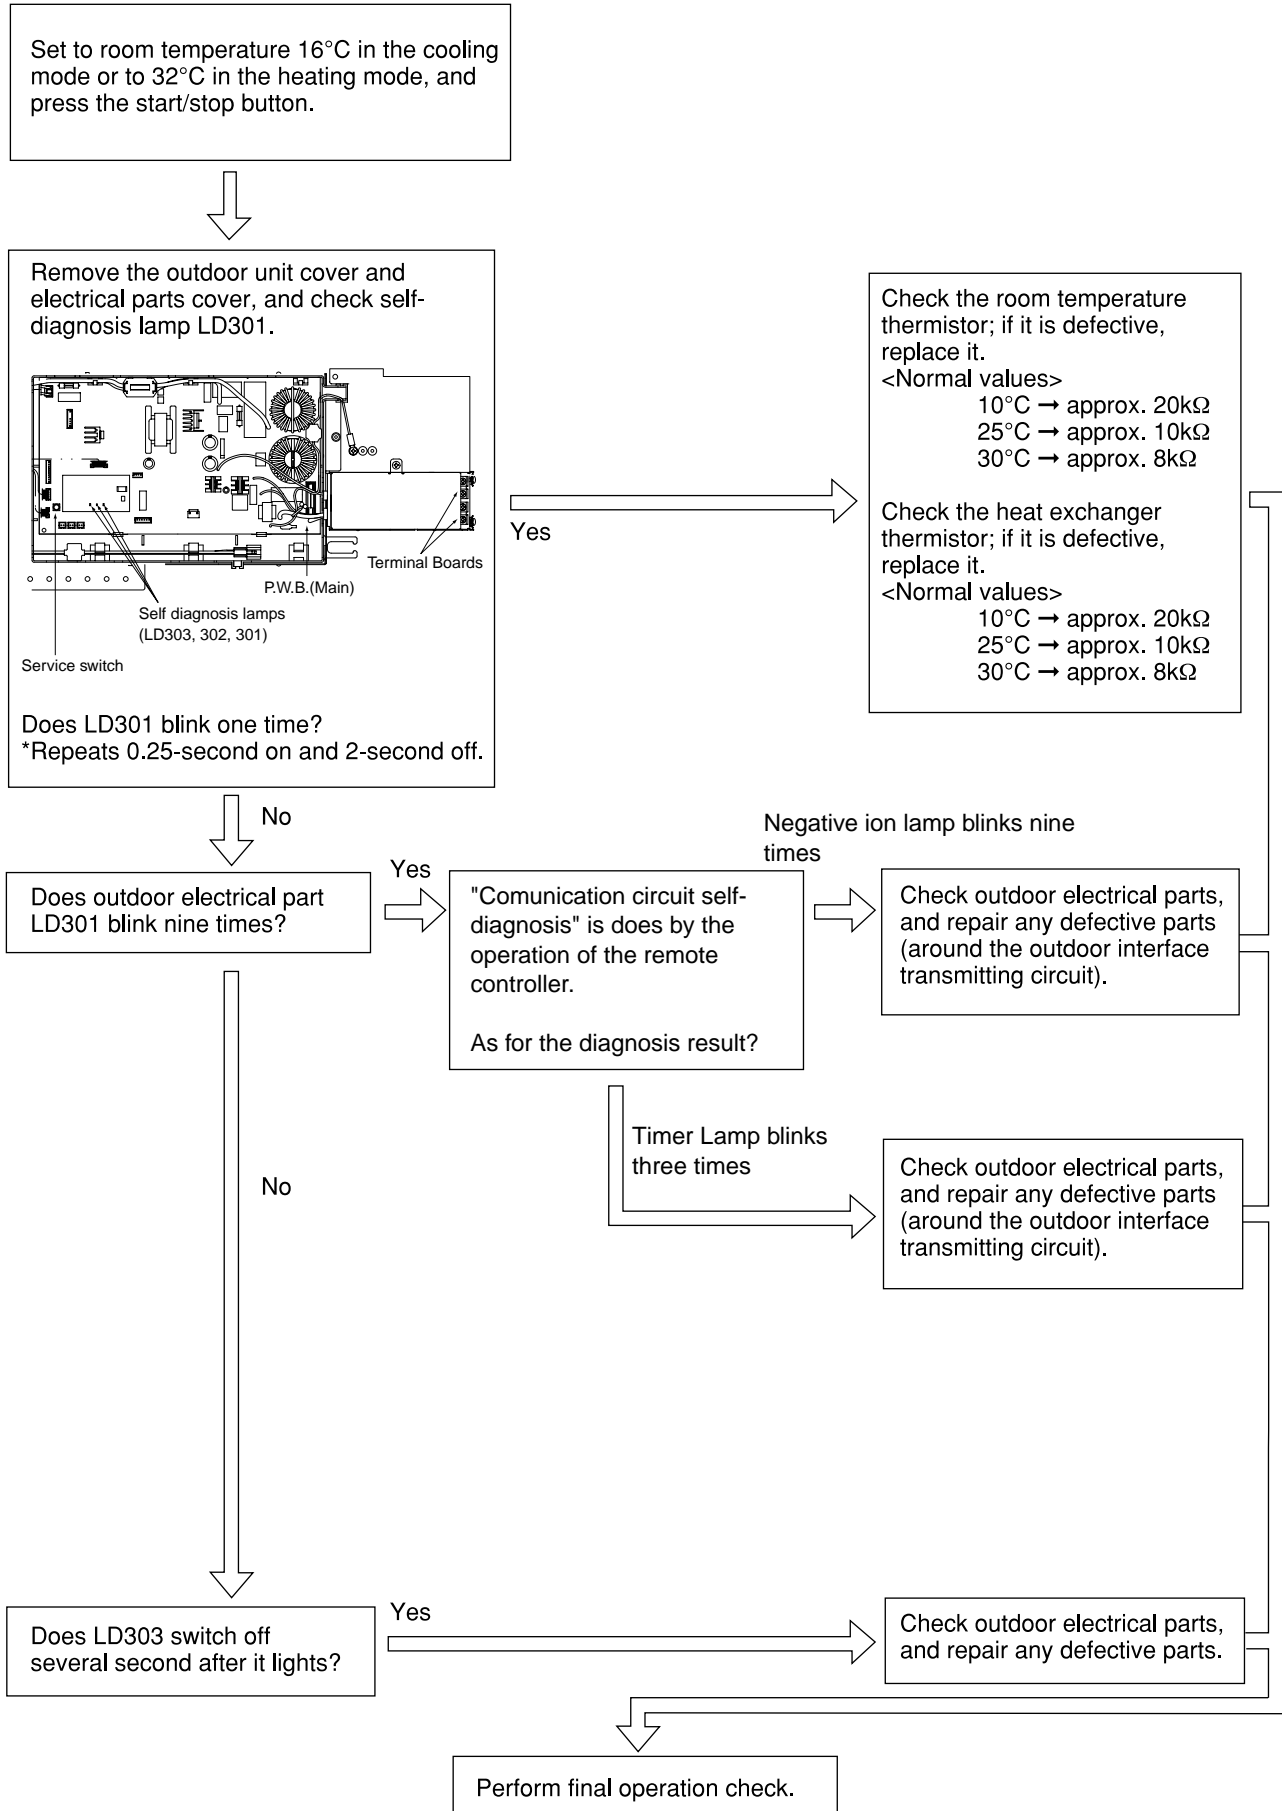 Set to room temperature 16°C in the cooling
mode or to 32°C in the heating mode, and
press the start/stop button.
Remove the outdoor unit cover and
electrical parts cover, and check self-
diagnosis lamp LD301.
Terminal Boards
P.W.B.(Main)
Self diagnosis lamps
(LD303, 302, 301)
Service switch
Does LD301 blink one time?
*Repeats 0.25-second on and 2-second off.
Yes
Check the room temperature
thermistor; if it is defective,
replace it.
<Normal values>
10°C → approx. 20kΩ
25°C → approx. 10kΩ
30°C → approx. 8kΩ
Check the heat exchanger
thermistor; if it is defective,
replace it.
<Normal values>
10°C → approx. 20kΩ
25°C → approx. 10kΩ
30°C → approx. 8kΩ
No
Does outdoor electrical part
LD301 blink nine times?
Yes
"Comunication circuit self-
diagnosis" is does by the
operation of the remote
controller.
As for the diagnosis result?
Negative ion lamp blinks nine
times
Check outdoor electrical parts,
and repair any defective parts
(around the outdoor interface
transmitting circuit).
Timer Lamp blinks
three times
Check outdoor electrical parts,
and repair any defective parts
(around the outdoor interface
transmitting circuit).
No
Does LD303 switch off
several second after it lights?
Yes
Check outdoor electrical parts,
and repair any defective parts.
Perform final operation check.